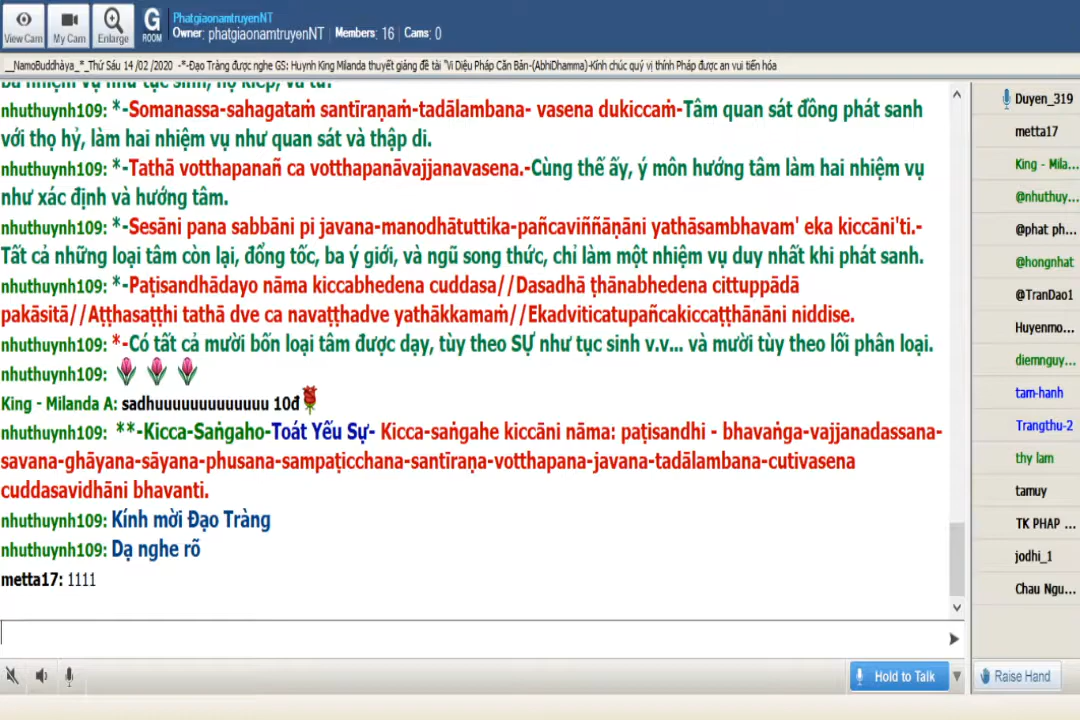 View Cam
My Cam
Enlarge
G
ROOM
PhatgiaonamtruyenNT
Owner: phatgiaonamtruyenNT | Members: 16 | Cams: 0
__NamoBuddhàya_*_Thứ Sáu 14 /02 /2020 -*-Đạo Tràng được nghe GS: Huynh King Milanda thuyết giảng đề tài "Vi Diệu Pháp Căn Bản-(AbhiDhamma)-Kính chúc quý vị thính Pháp được an vui tiến hóa
nhuthuynh109: *-Somanassa-sahagataṁ santīraṇaṁ-tadālambana- vasena dukiccaṁ-Tâm quan sát đồng phát sanh
với thọ hỷ, làm hai nhiệm vụ như quan sát và thập di.
nhuthuynh109: *-Tathā votthapanañ ca votthapanāvajjanavasena.-Cùng thế ấy, ý môn hướng tâm làm hai nhiệm vụ
như xác định và hướng tâm.
nhuthuynh109: *-Sesāni pana sabbāni pi javana-manodhātuttika-pañcaviññāṇāni yathāsambhavam' eka kiccāni'ti.-
Tất cả những loại tâm còn lại, đổng tốc, ba ý giới, và ngũ song thức, chỉ làm một nhiệm vụ duy nhất khi phát sanh.
nhuthuynh109: *-Paṭisandhādayo nāma kiccabhedena cuddasa//Dasadhā ṭhānabhedena cittuppādā
pakāsitā//Aṭṭhasaṭṭhi tathā dve ca navaṭṭhadve yathākkamaṁ//Ekadviticatupañcakiccaṭṭhānāni niddise.
nhuthuynh109: *-Có tất cả mười bốn loại tâm được dạy, tùy theo SỰ như tục sinh v.v... và mười tùy theo lối phân loại.
nhuthuynh109:
King - Milanda A: sadhuuuuuuuuuuuuu 10đ
nhuthuynh109: **-Kicca-Saṅgaho-Toát Yếu Sự- Kicca-saṅgahe kiccāni nāma: paṭisandhi - bhavaṅga-vajjanadassana-
savana-ghāyana-sāyana-phusana-sampaṭicchana-santīraṇa-votthapana-javana-tadālambana-cutivasena
cuddasavidhāni bhavanti.
nhuthuynh109: Kính mời Đạo Tràng
nhuthuynh109: Dạ nghe rõ
metta17: 1111
Duyen_319
metta17
King - Mila...
@nhuthuy...
@phat ph...
@hongnhat
@TranDao1
Huyenmo...
diemnguy...
tam-hanh
Trangthu-2
thy lam
tamuy
TK PHAP ...
jodhi_1
Chau Ngu...
Hold to Talk
Raise Hand